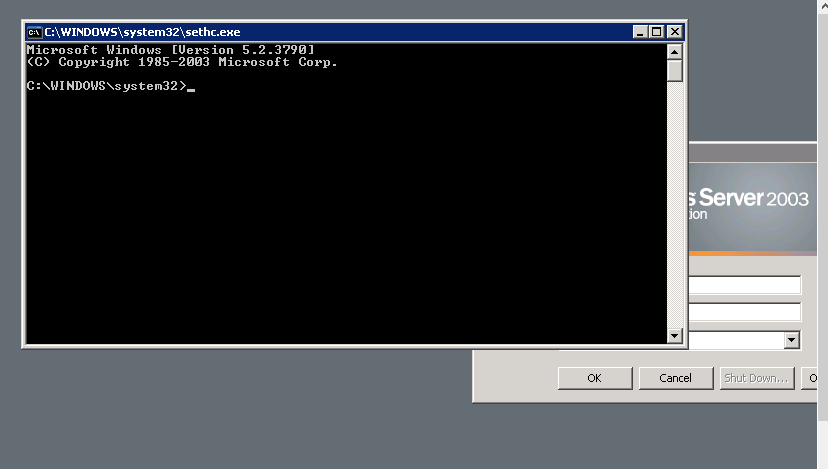 C:\WINDOWS\system32\sethc.exe
Microsoft Windows [Version 5.2.3790]
(C) Copyright 1985-2003 Microsoft Corp.
C:\WINDOWS\system32>_
Server 2003
OK
Cancel
Shut Down...